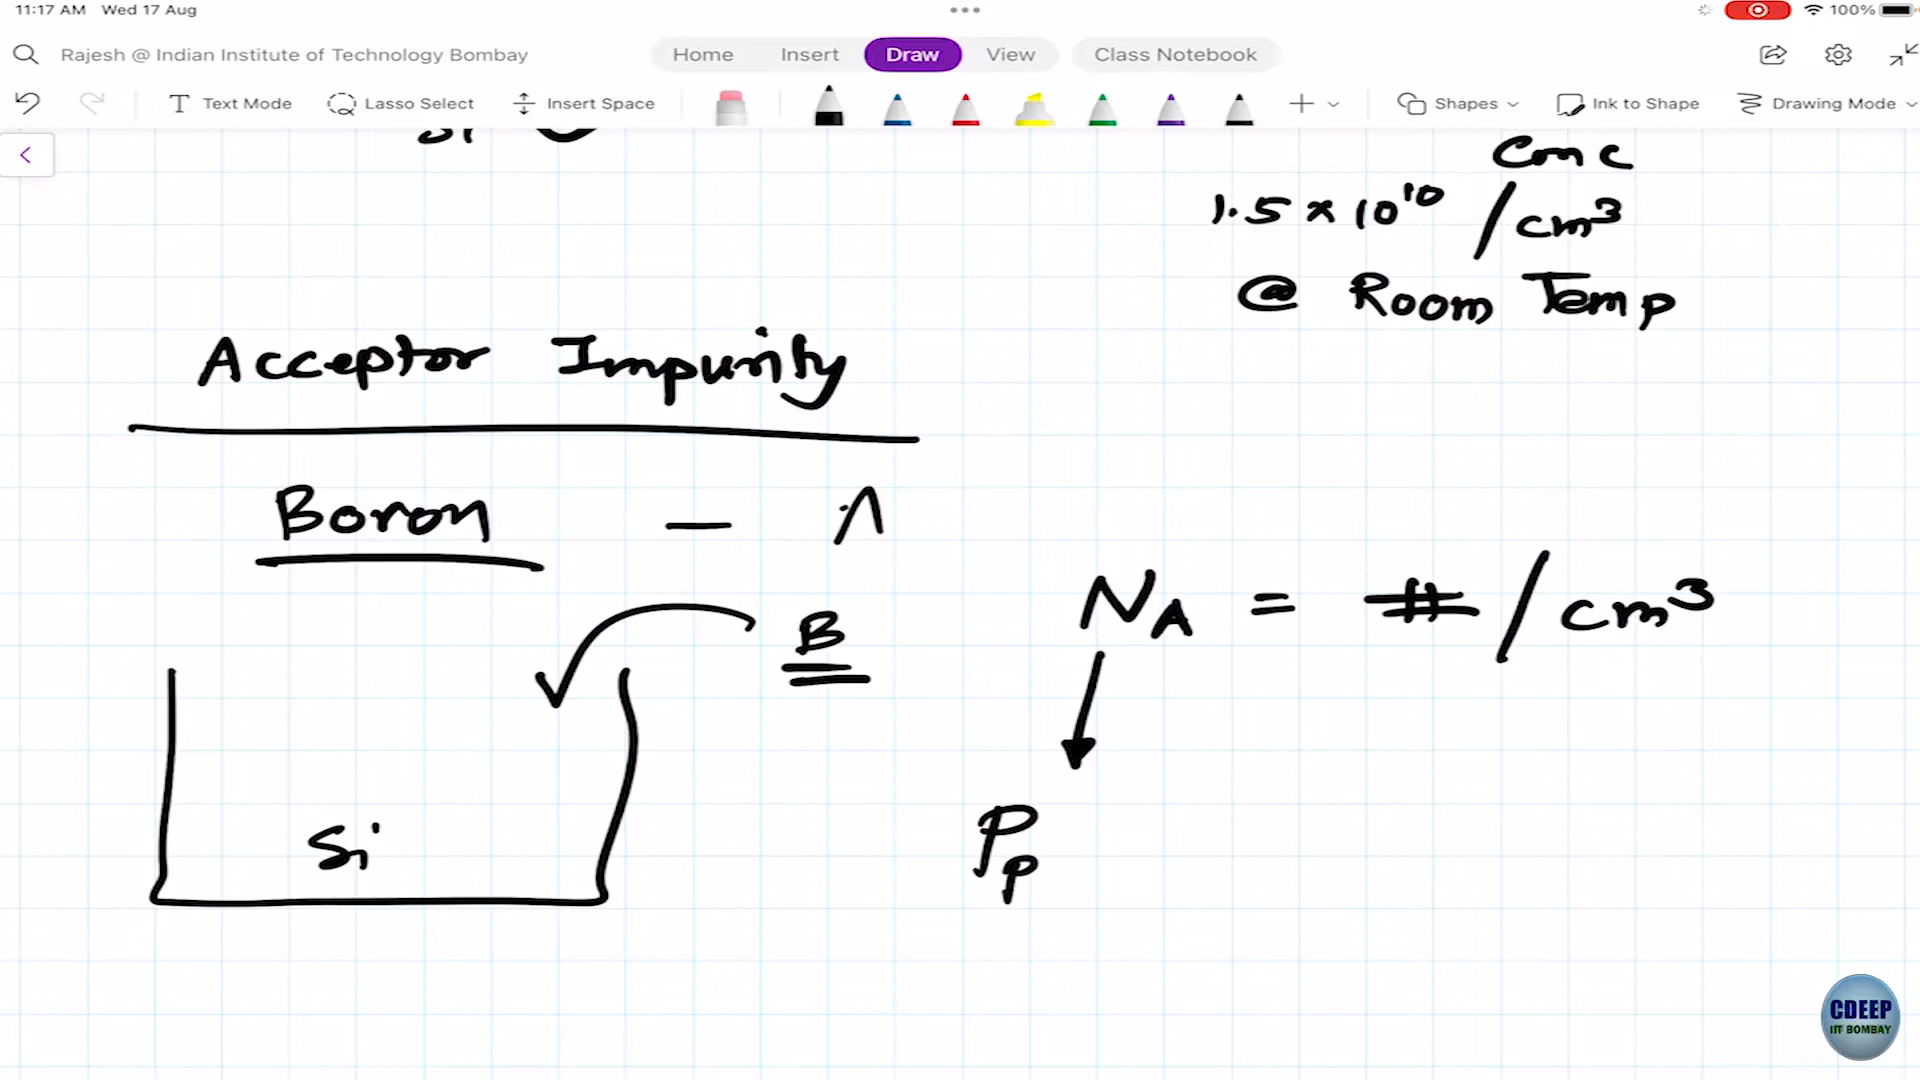 11:17 AM Wed 17 Aug
100%
Rajesh @ Indian Institute of Technology Bombay
Home Insert Draw View Class Notebook
Text Mode Lasso Select Insert Space
Shapes Ink to Shape Drawing Mode
Conc
1.5 × 10¹⁰ /cm³
@ Room Temp
Acceptor Impurity
Boron –
B
N_A = # /cm³
Si
P_p
CDEEP
IIT BOMBAY